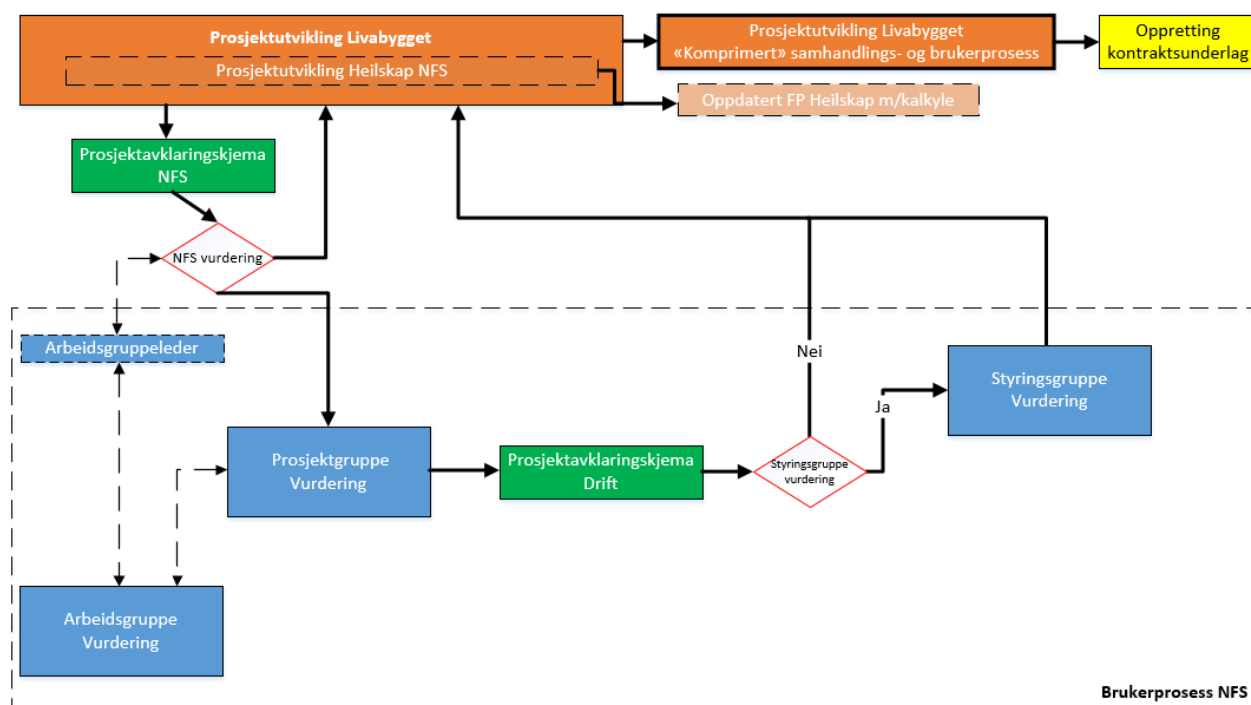 Prosjektutvikling Livabygget
Prosjektutvikling Heilskap NFS
Prosjektutvikling Livabygget
«Komprimert» samhandlings- og brukerprosess
Oppretting
kontraktsunderlag
Oppdatert FP Heilskap m/kalkyle
Prosjektavklaringskjema
NFS
NFS vurdering
Arbeidsgruppeleder
Nei
Styringsgruppe
Vurdering
Ja
Prosjektgruppe
Vurdering
Prosjektavklaringskjema
Drift
Styringsgruppe
vurdering
Arbeidsgruppe
Vurdering
Brukerprosess NFS